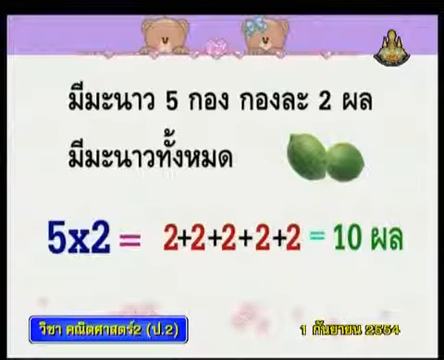 มีมะนาว 5 กอง กองละ 2 ผล
มีมะนาวทั้งหมด
5x2 = 2+2+2+2+2 = 10 ผล
วิชา คณิตศาสตร์2 (ป.2)
1 กันยายน 2554